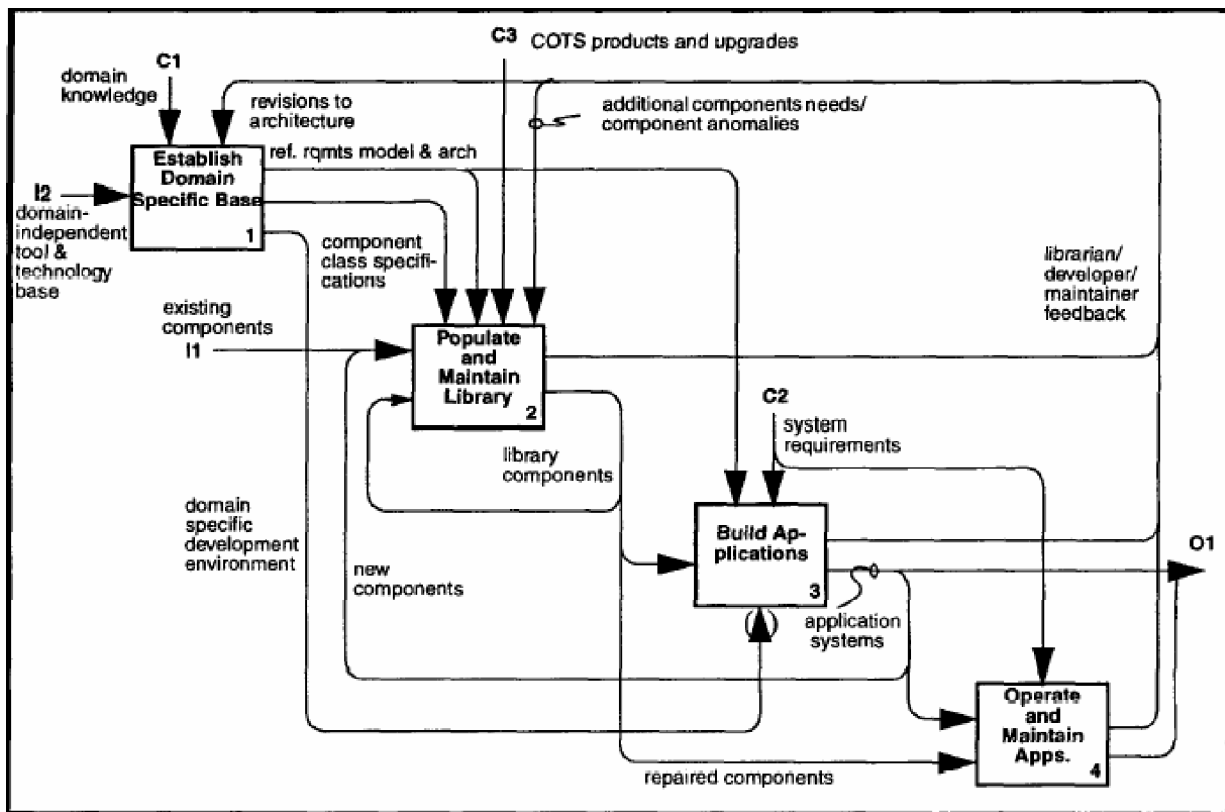 C3
COTS products and upgrades
C1
domain
knowledge
revisions to
architecture
additional components needs/
component anomalies
ref. rqmts model & arch
Establish
Domain
Specific Base
1
I2
domain-
independent
tool &
technology
base
component
class specifi-
cations
librarian/
developer/
maintainer
feedback
existing
components
I1
Populate
and
Maintain
Library
2
C2
system
requirements
library
components
domain
specific
development
environment
Build Ap-
plications
3
O1
new
components
application
systems
Operate
and
Maintain
Apps.
4
repaired components